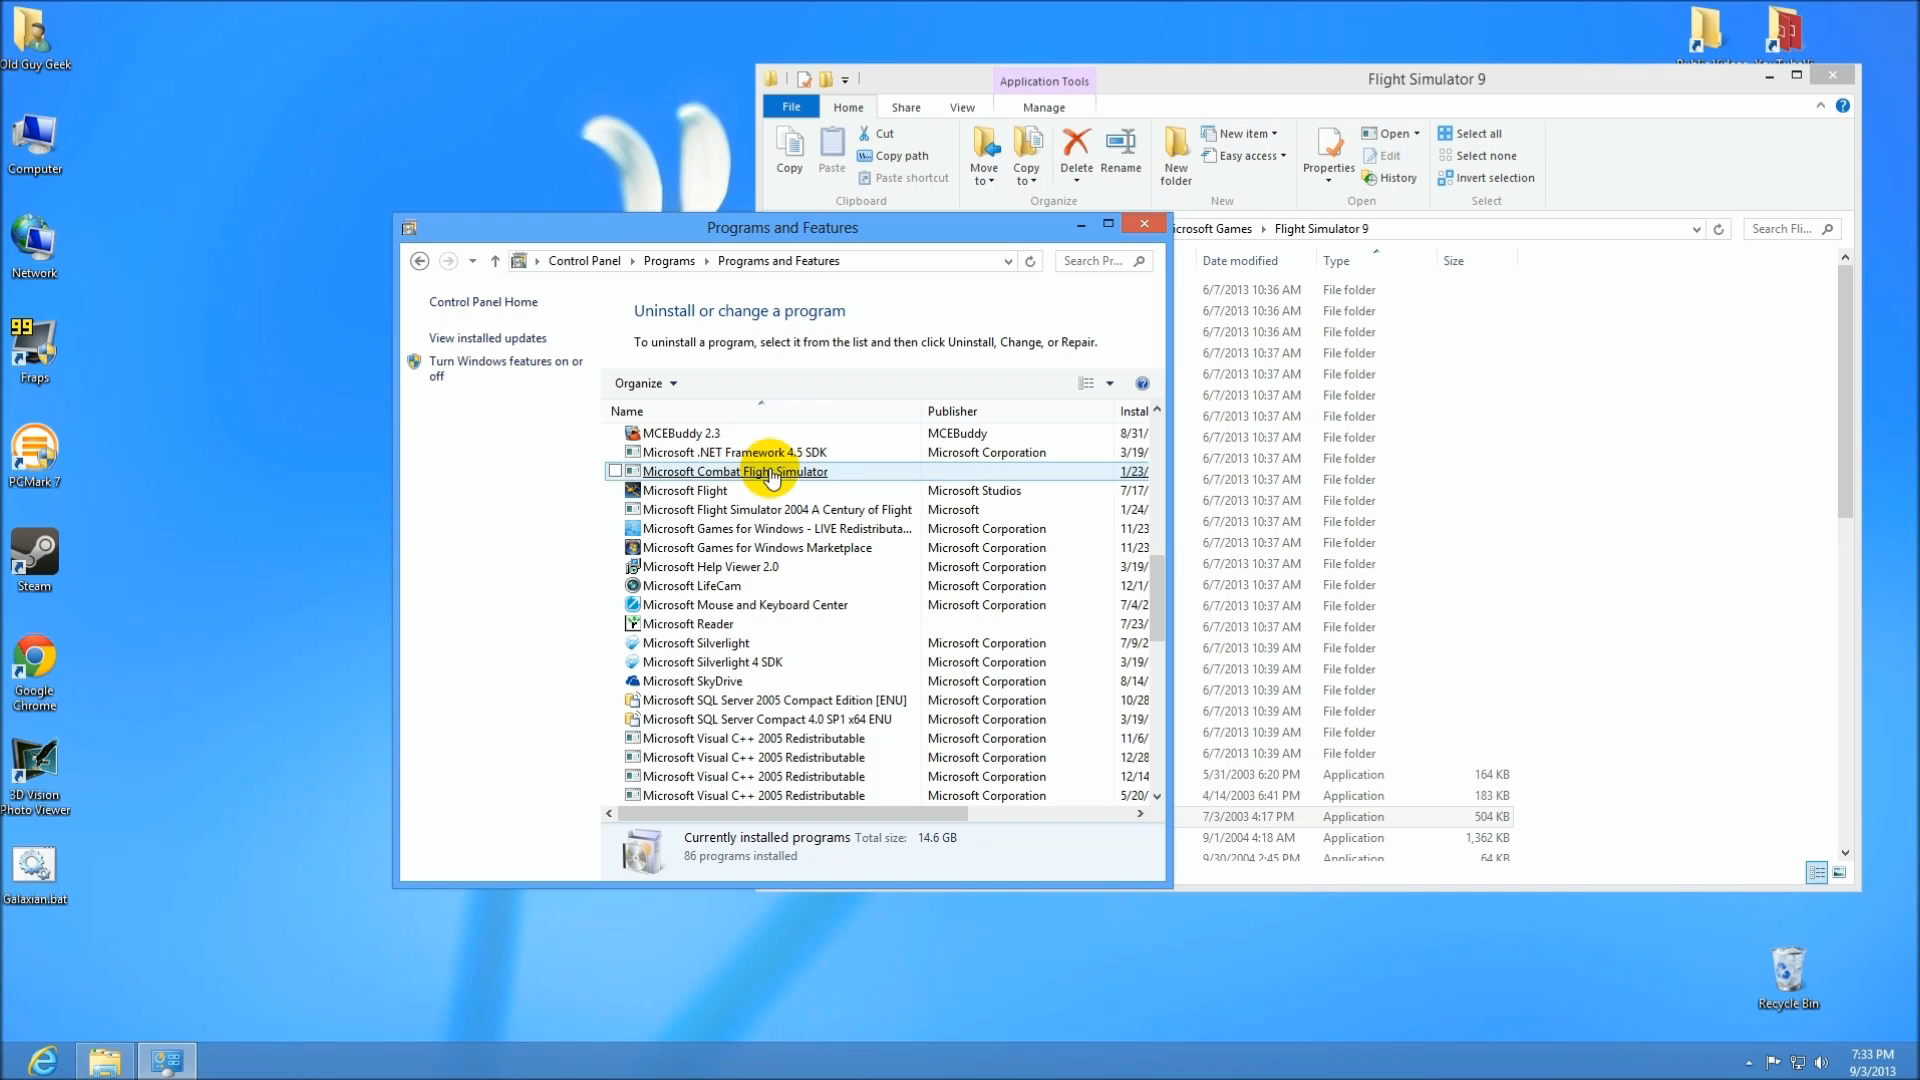 Old Guy Geek
Computer
Network
99
Fraps
PCMark 7
Steam
Google
Chrome
3D Vision
Photo Viewer
Galaxian.bat
Application Tools
Flight Simulator 9
File
Home
Share
View
Manage
Copy
Paste
Cut
Copy path
Paste shortcut
Clipboard
Move
to
Copy
to
Delete
Rename
Organize
New
folder
New item
Easy access
New
Properties
Open
Edit
History
Open
Select all
Select none
Invert selection
Select
icrosoft Games
Flight Simulator 9
Search Fli...
Date modified
Type
Size
6/7/2013 10:36 AM File folder
6/7/2013 10:36 AM File folder
6/7/2013 10:36 AM File folder
6/7/2013 10:37 AM File folder
6/7/2013 10:37 AM File folder
6/7/2013 10:37 AM File folder
6/7/2013 10:37 AM File folder
6/7/2013 10:37 AM File folder
6/7/2013 10:37 AM File folder
6/7/2013 10:37 AM File folder
6/7/2013 10:37 AM File folder
6/7/2013 10:37 AM File folder
6/7/2013 10:37 AM File folder
6/7/2013 10:37 AM File folder
6/7/2013 10:37 AM File folder
6/7/2013 10:37 AM File folder
6/7/2013 10:37 AM File folder
6/7/2013 10:39 AM File folder
6/7/2013 10:39 AM File folder
6/7/2013 10:39 AM File folder
6/7/2013 10:39 AM File folder
6/7/2013 10:39 AM File folder
6/7/2013 10:39 AM File folder
5/31/2003 6:20 PM Application 164 KB
4/14/2003 6:41 PM Application 183 KB
7/3/2003 4:17 PM Application 504 KB
9/1/2004 4:18 AM Application 1,362 KB
9/30/2004 2:45 PM Application 64 KB
Programs and Features
Control Panel
Programs
Programs and Features
Search Pr...
Control Panel Home
View installed updates
Turn Windows features on or
off
Uninstall or change a program
To uninstall a program, select it from the list and then click Uninstall, Change, or Repair.
Organize
Name Publisher Instal
MCEBuddy 2.3 MCEBuddy 8/31/
Microsoft .NET Framework 4.5 SDK Microsoft Corporation 3/19/
Microsoft Combat Flight Simulator 1/23/
Microsoft Flight Microsoft Studios 7/17/
Microsoft Flight Simulator 2004 A Century of Flight Microsoft 1/24/
Microsoft Games for Windows - LIVE Redistributa... Microsoft Corporation 11/23
Microsoft Games for Windows Marketplace Microsoft Corporation 11/23
Microsoft Help Viewer 2.0 Microsoft Corporation 3/19/
Microsoft LifeCam Microsoft Corporation 12/1/
Microsoft Mouse and Keyboard Center Microsoft Corporation 7/4/2
Microsoft Reader 7/23/
Microsoft Silverlight Microsoft Corporation 7/9/2
Microsoft Silverlight 4 SDK Microsoft Corporation 3/19/
Microsoft SkyDrive Microsoft Corporation 8/14/
Microsoft SQL Server 2005 Compact Edition [ENU] Microsoft Corporation 10/28
Microsoft SQL Server Compact 4.0 SP1 x64 ENU Microsoft Corporation 3/19/
Microsoft Visual C++ 2005 Redistributable Microsoft Corporation 11/6/
Microsoft Visual C++ 2005 Redistributable Microsoft Corporation 12/28
Microsoft Visual C++ 2005 Redistributable Microsoft Corporation 12/14
Microsoft Visual C++ 2005 Redistributable Microsoft Corporation 5/20/
Currently installed programs Total size: 14.6 GB
86 programs installed
Recycle Bin
7:33 PM
9/3/2013